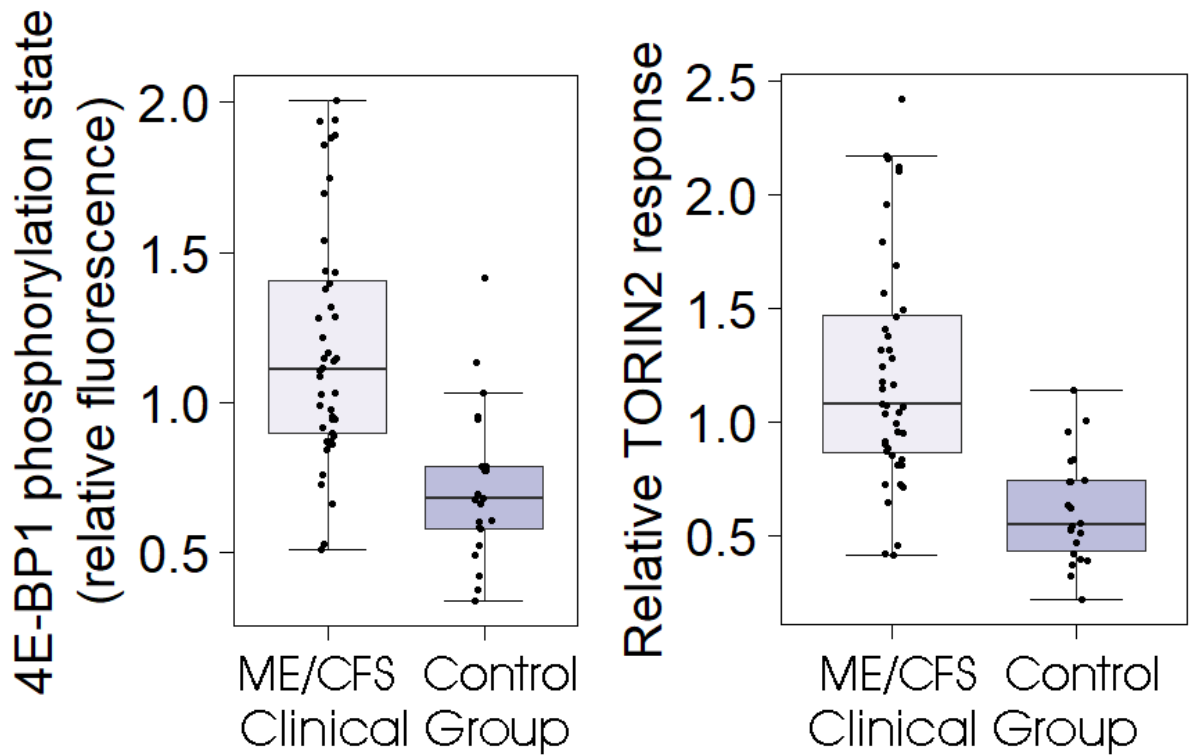 4E-BP1 phosphorylation state
(relative fluorescence)
2.0
1.5
1.0
0.5
ME/CFS Control
Clinical Group
Relative TORIN2 response
2.5
2.0
1.5
1.0
0.5
ME/CFS Control
Clinical Group